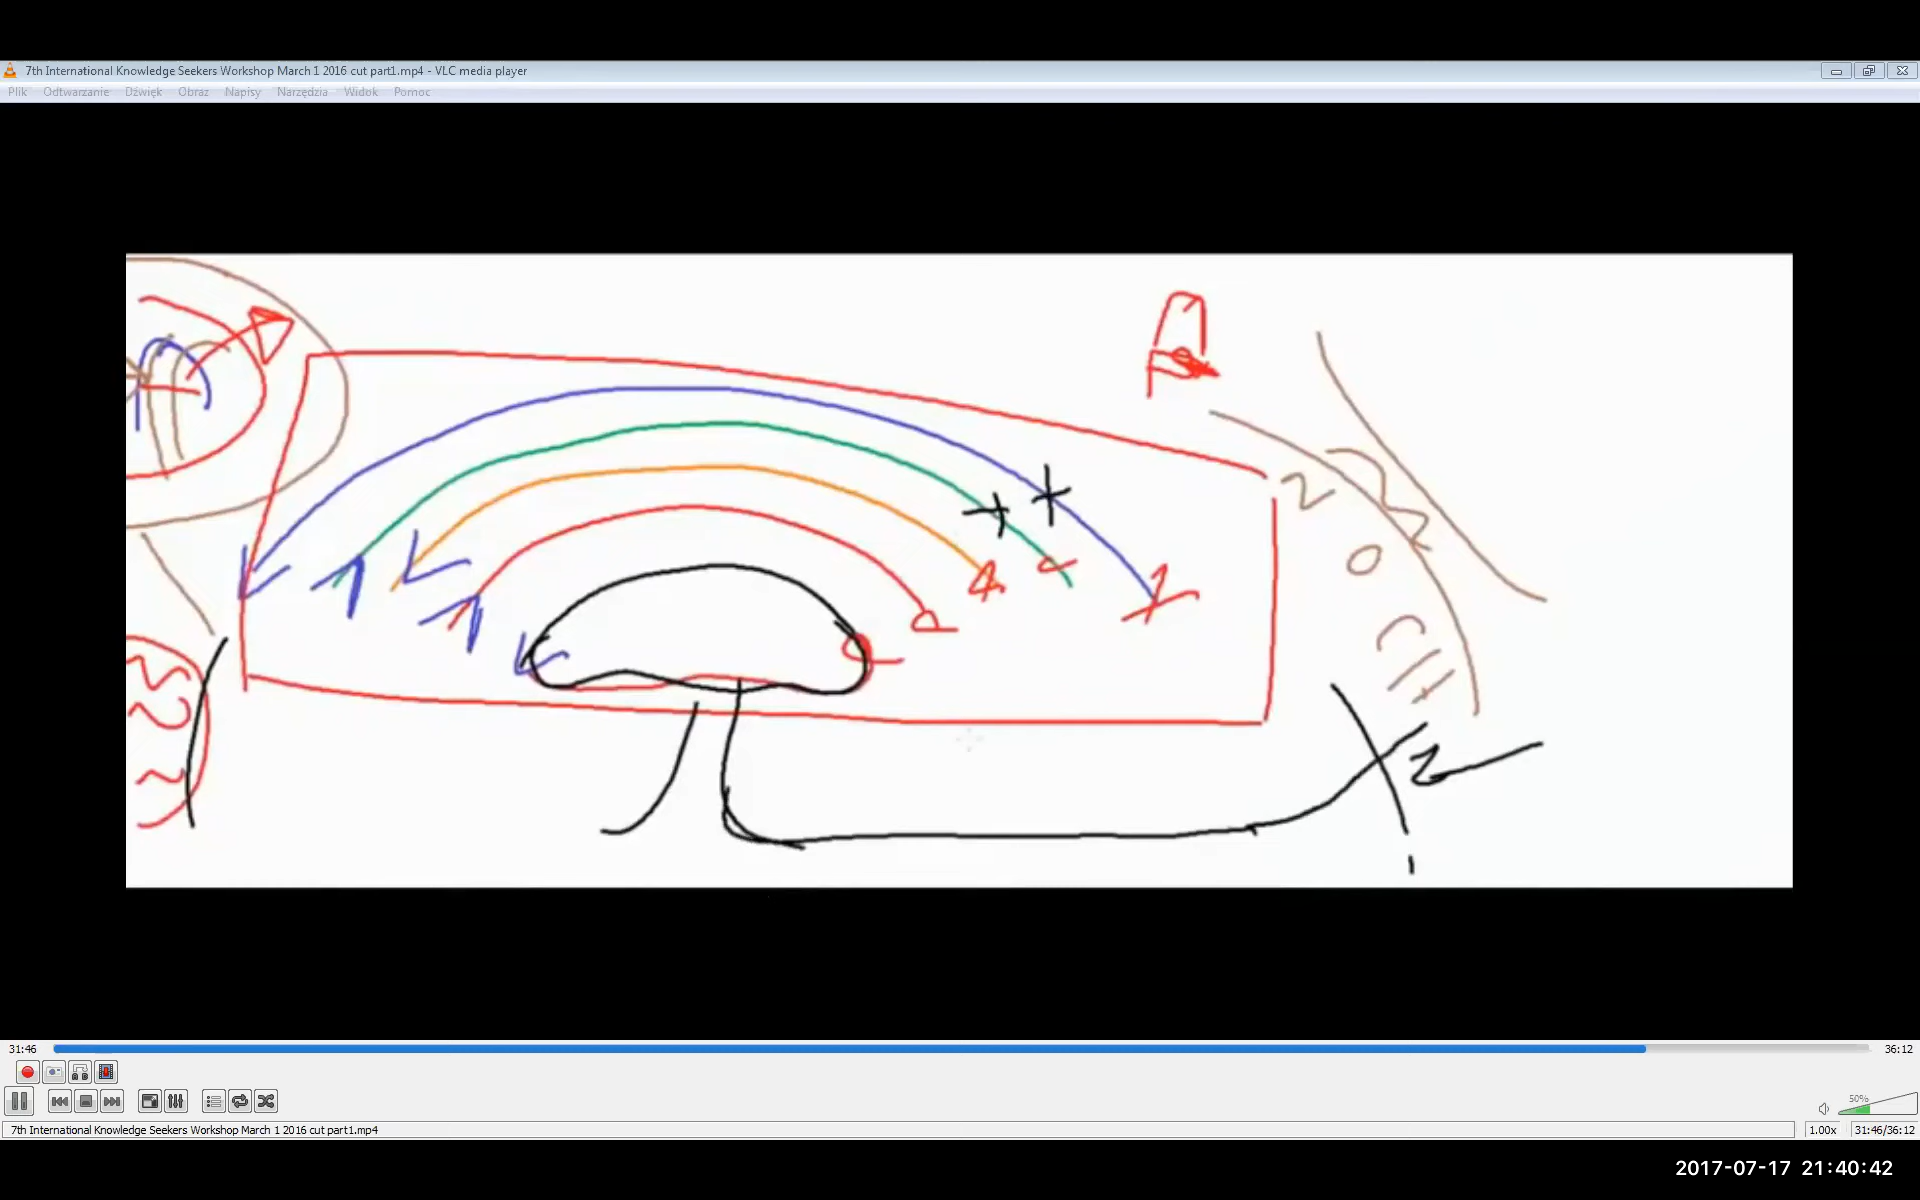 7th International Knowledge Seekers Workshop March 1 2016 cut part1.mp4 - VLC media player
Plik Odtwarzanie Dźwięk Obraz Napisy Narzędzia Widok Pomoc
31:46 36:12
50%
7th International Knowledge Seekers Workshop March 1 2016 cut part1.mp4 1.00x 31:46/36:12
2017-07-17 21:40:42